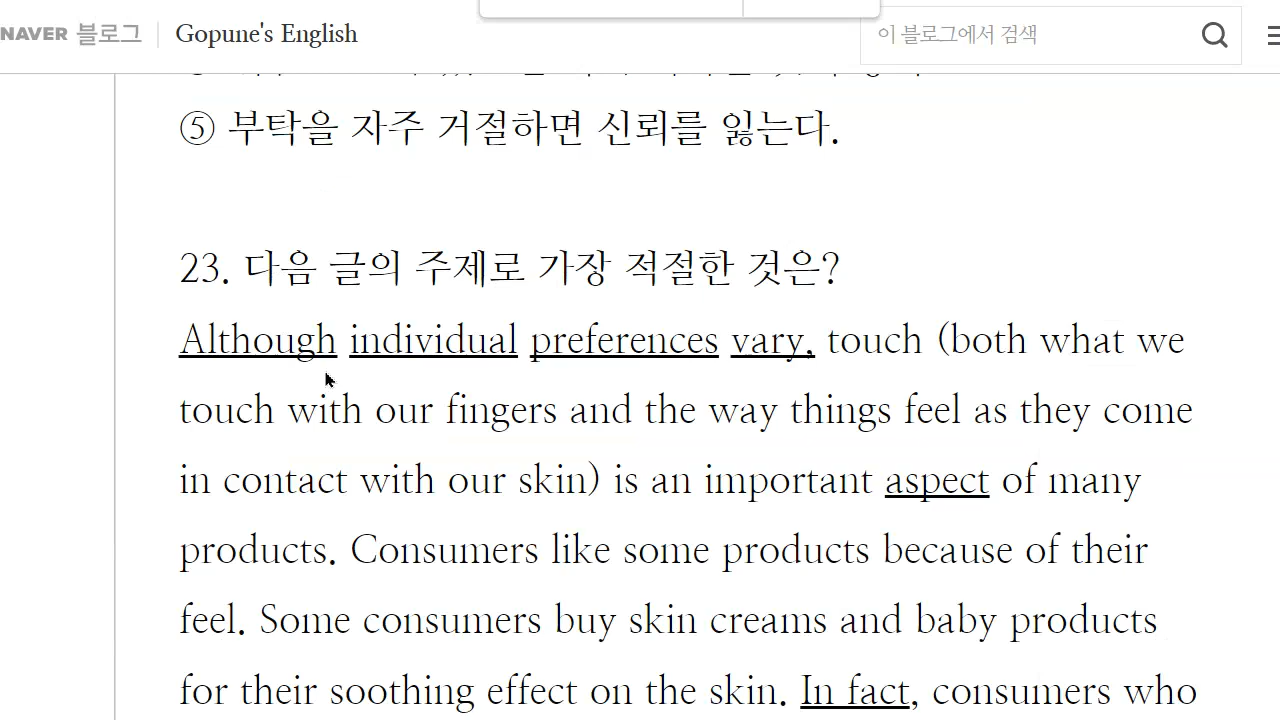 NAVER 블로그 Gopune's English 이 블로그에서 검색
⑤ 부탁을 자주 거절하면 신뢰를 잃는다.
23. 다음 글의 주제로 가장 적절한 것은?
Although individual preferences vary, touch (both what we
touch with our fingers and the way things feel as they come
in contact with our skin) is an important aspect of many
products. Consumers like some products because of their
feel. Some consumers buy skin creams and baby products
for their soothing effect on the skin. In fact, consumers who